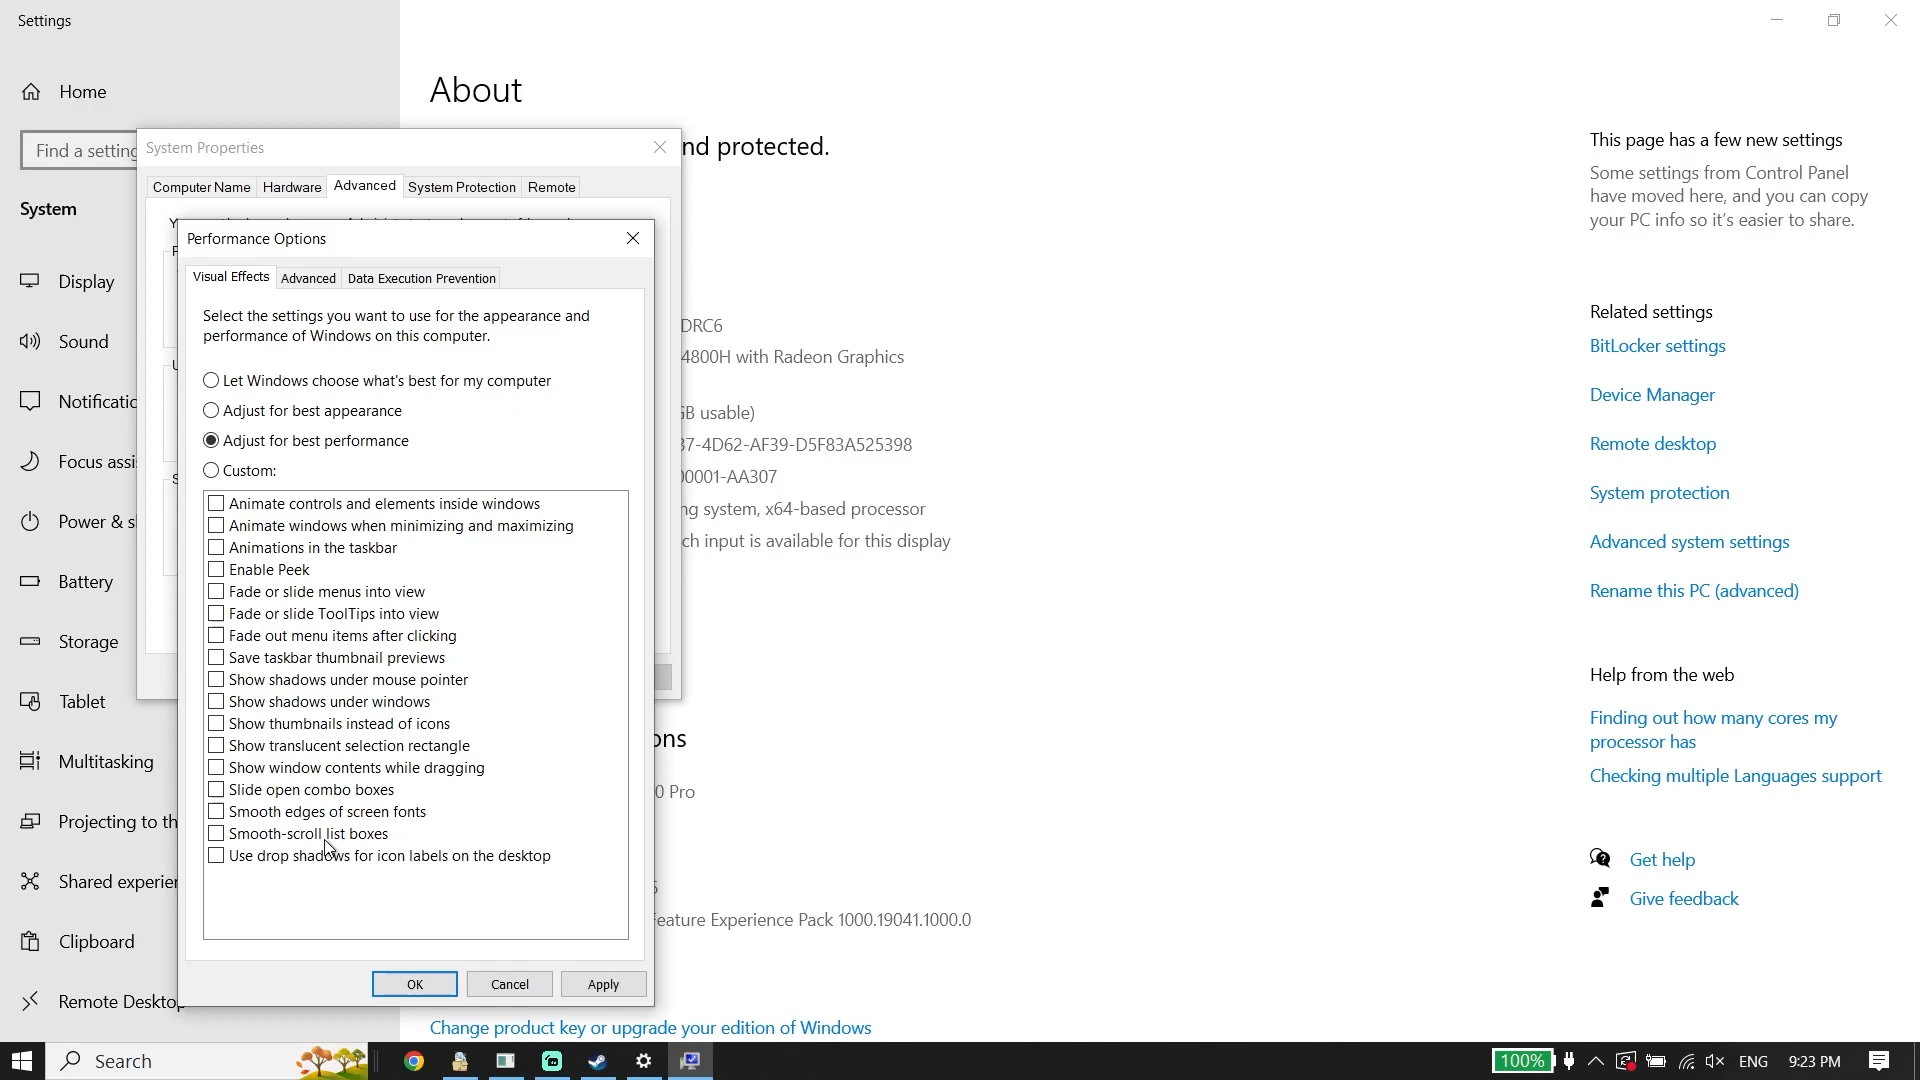 Settings
Home
Find a setting
System
Display
Sound
Notificatio
Focus assi
Power & sl
Battery
Storage
Tablet
Multitasking
Projecting to th
Shared experien
Clipboard
Remote Desktop
System Properties
Computer Name
Hardware
Advanced
System Protection
Remote
Performance Options
Visual Effects
Advanced
Data Execution Prevention
Select the settings you want to use for the appearance and
performance of Windows on this computer.
Let Windows choose what's best for my computer
Adjust for best appearance
Adjust for best performance
Custom:
Animate controls and elements inside windows
Animate windows when minimizing and maximizing
Animations in the taskbar
Enable Peek
Fade or slide menus into view
Fade or slide ToolTips into view
Fade out menu items after clicking
Save taskbar thumbnail previews
Show shadows under mouse pointer
Show shadows under windows
Show thumbnails instead of icons
Show translucent selection rectangle
Show window contents while dragging
Slide open combo boxes
Smooth edges of screen fonts
Smooth-scroll list boxes
Use drop shadows for icon labels on the desktop
OK
Cancel
Apply
About
nd protected.
DRC6
4800H with Radeon Graphics
GB usable)
37-4D62-AF39-D5F83A525398
00001-AA307
ng system, x64-based processor
ch input is available for this display
ons
0 Pro
Feature Experience Pack 1000.19041.1000.0
Change product key or upgrade your edition of Windows
This page has a few new settings
Some settings from Control Panel
have moved here, and you can copy
your PC info so it's easier to share.
Related settings
BitLocker settings
Device Manager
Remote desktop
System protection
Advanced system settings
Rename this PC (advanced)
Help from the web
Finding out how many cores my
processor has
Checking multiple Languages support
Get help
Give feedback
Search
100%
ENG
9:23 PM